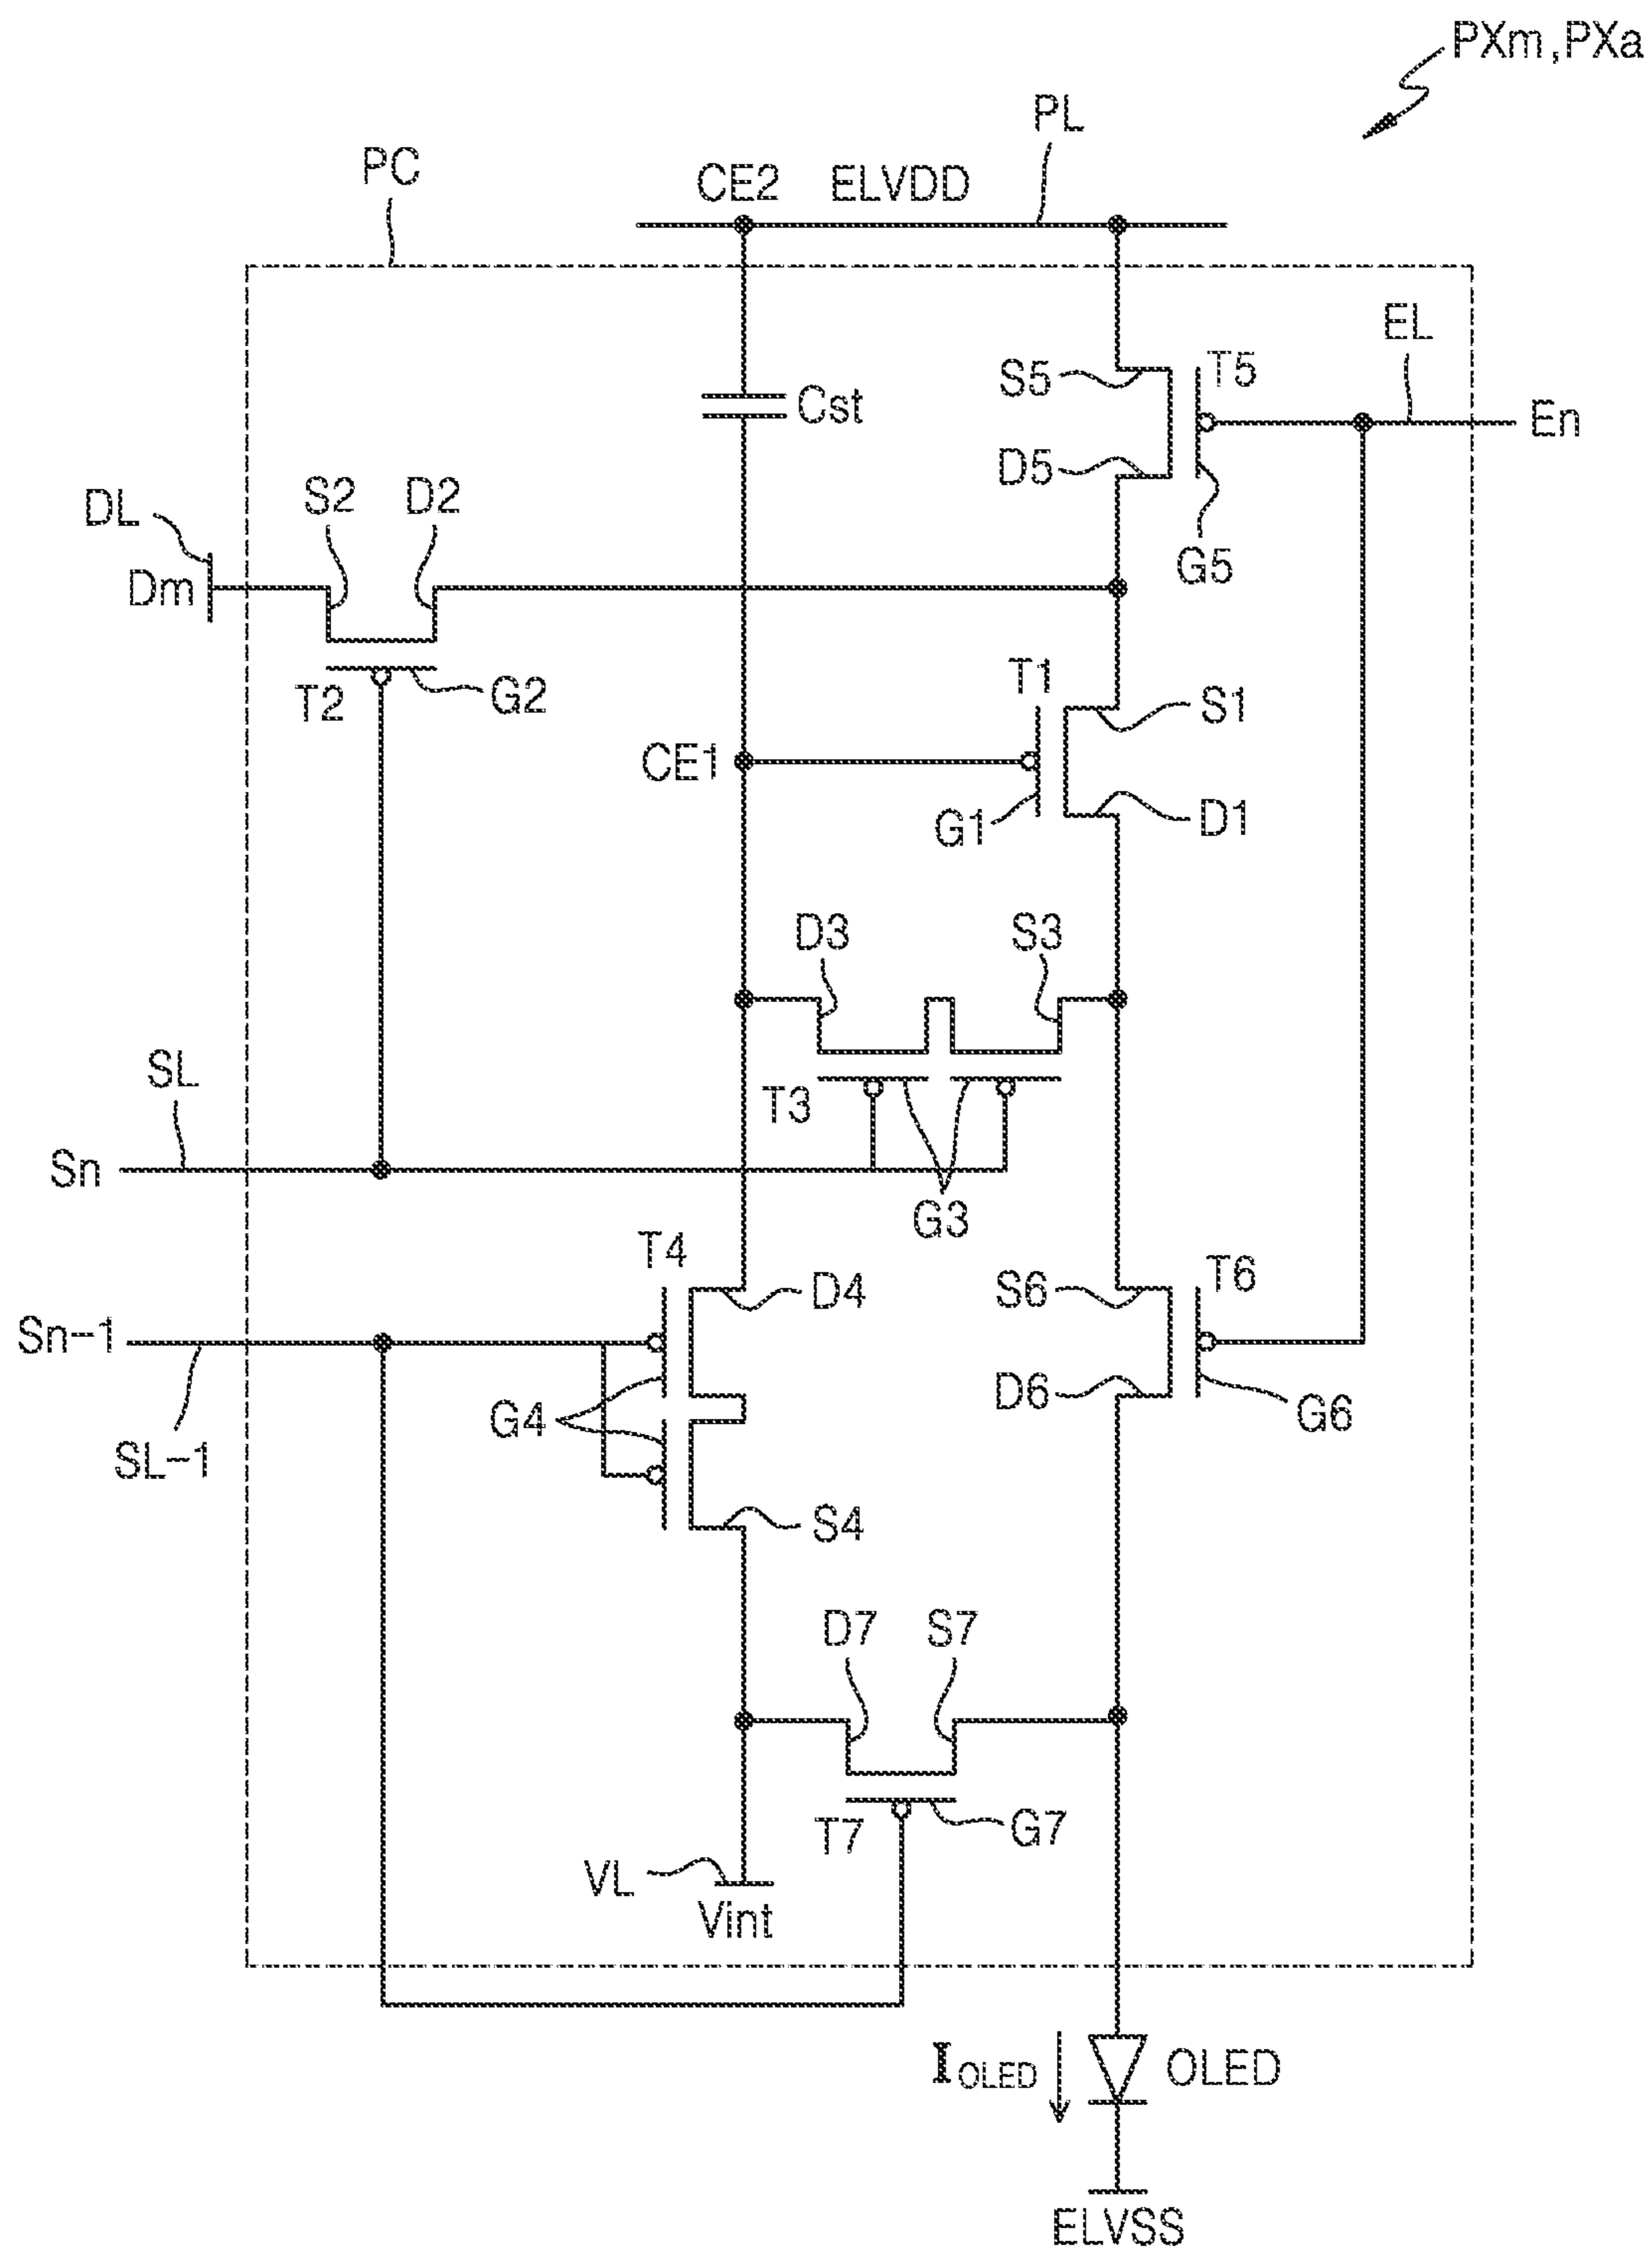 PXm, PXa
PL
PC
CE2 ELVDD
EL
S5 T5
Cst
En
D5
S2 D2
DL
G5
Dm
T1
T2 G2
S1
CE1
G1 D1
D3 S3
SL
T3
Sn
G3
T4
D4 S6 T6
Sn-1
D6
G4 G6
SL-1
S4
D7 S7
T7 G7
VL
Vint
IOLED OLED
ELVSS